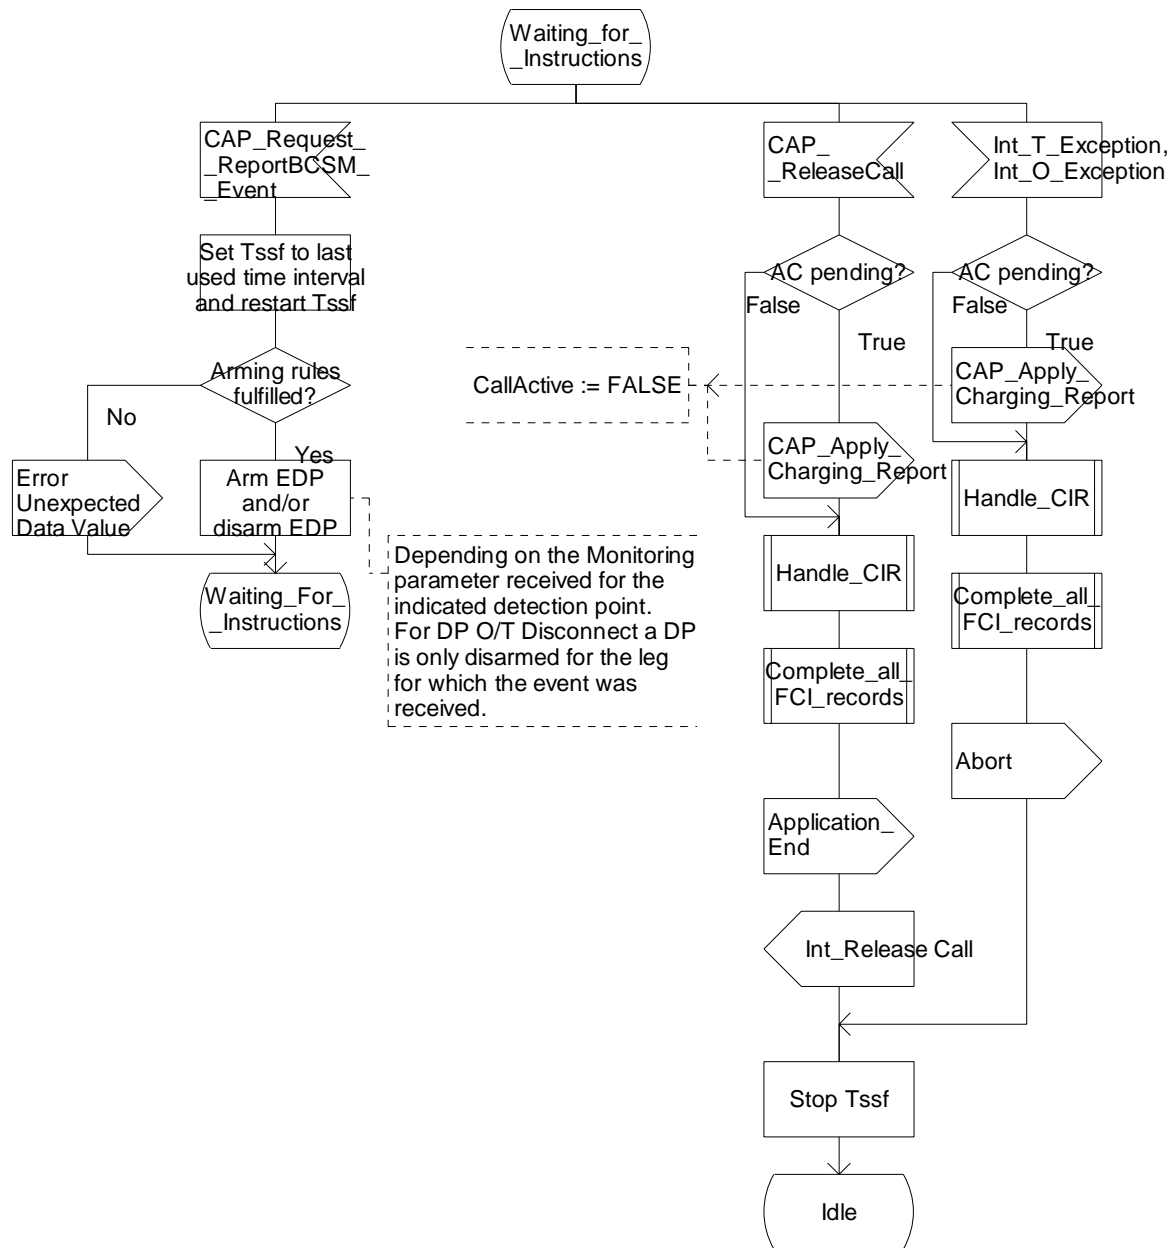 Waiting_for_
_Instructions
CAP_Request_
_ReportBCSM_
_Event
CAP_
_ReleaseCall
Int_T_Exception,
Int_O_Exception
Set Tssf to last
used time interval
and restart Tssf
AC pending?
AC pending?
False
False
True
True
Arming rules
fulfilled?
CallActive := FALSE
CAP_Apply_
Charging_Report
No
Yes
CAP_Apply_
Charging_Report
Error
Unexpected
Data Value
Arm EDP
and/or
disarm EDP
Handle_CIR
Depending on the Monitoring
parameter received for the
indicated detection point.
For DP O/T Disconnect a DP
is only disarmed for the leg
for which the event was
received.
Handle_CIR
Waiting_For_
_Instructions
Complete_all_
FCI_records
Complete_all_
FCI_records
Abort
Application_
End
Int_Release Call
Stop Tssf
Idle